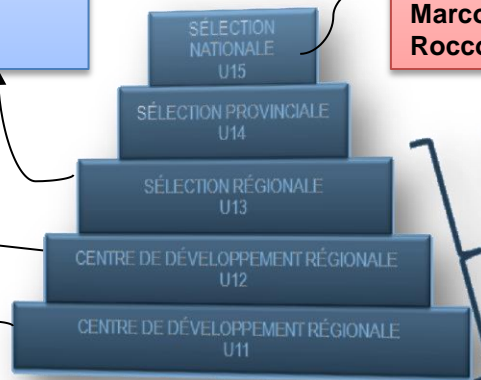 Marco
Rocco
SÉLECTION
NATIONALE
U15
SÉLECTION PROVINCIALE
U14
SÉLECTION RÉGIONALE
U13
CENTRE DE DÉVELOPPEMENT RÉGIONALE
U12
CENTRE DE DÉVELOPPEMENT RÉGIONALE
U11